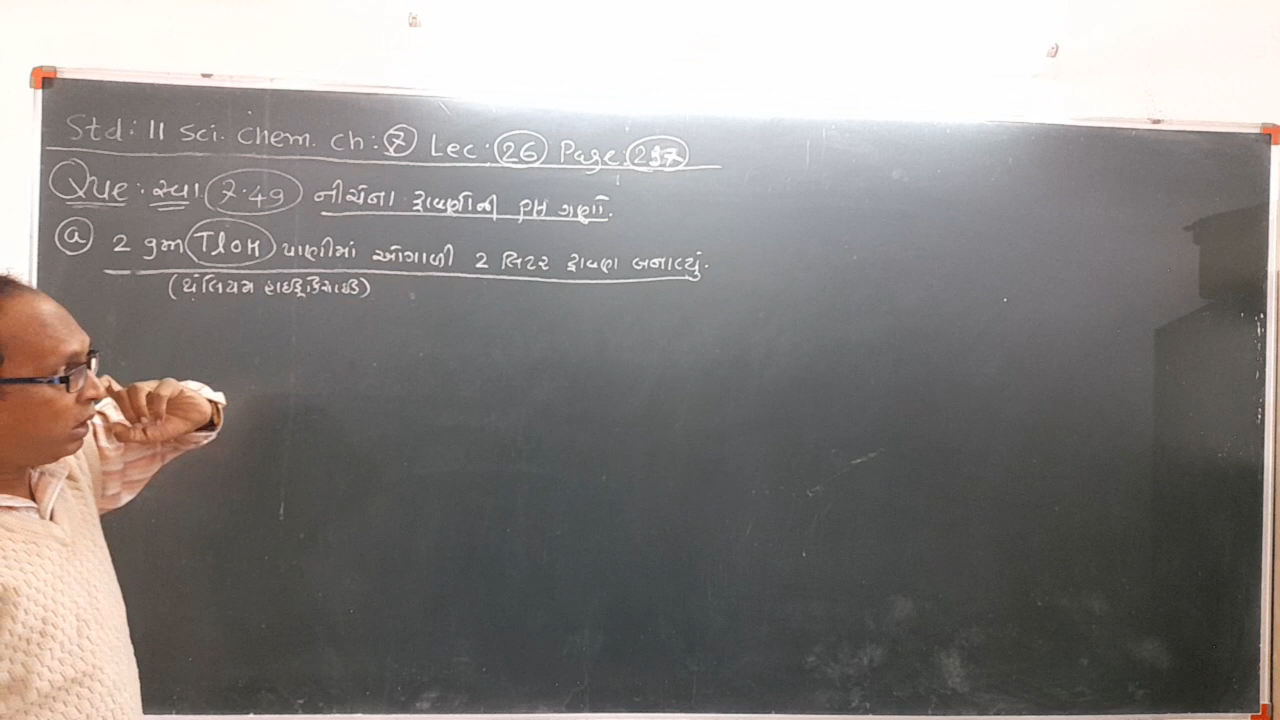 Std: 11 Sci. Chem. Ch: 7 Lec: 26 Page: 237
Que: સ્વા. 7.49 નીચેના દ્રાવણોની PH ગણો.
(a) 2 gm TlOH પાણીમાં ઓગાળી 2 લિટર દ્રાવણ બનાવ્યું.
(થેલિયમ હાઇડ્રોક્સાઇડ)